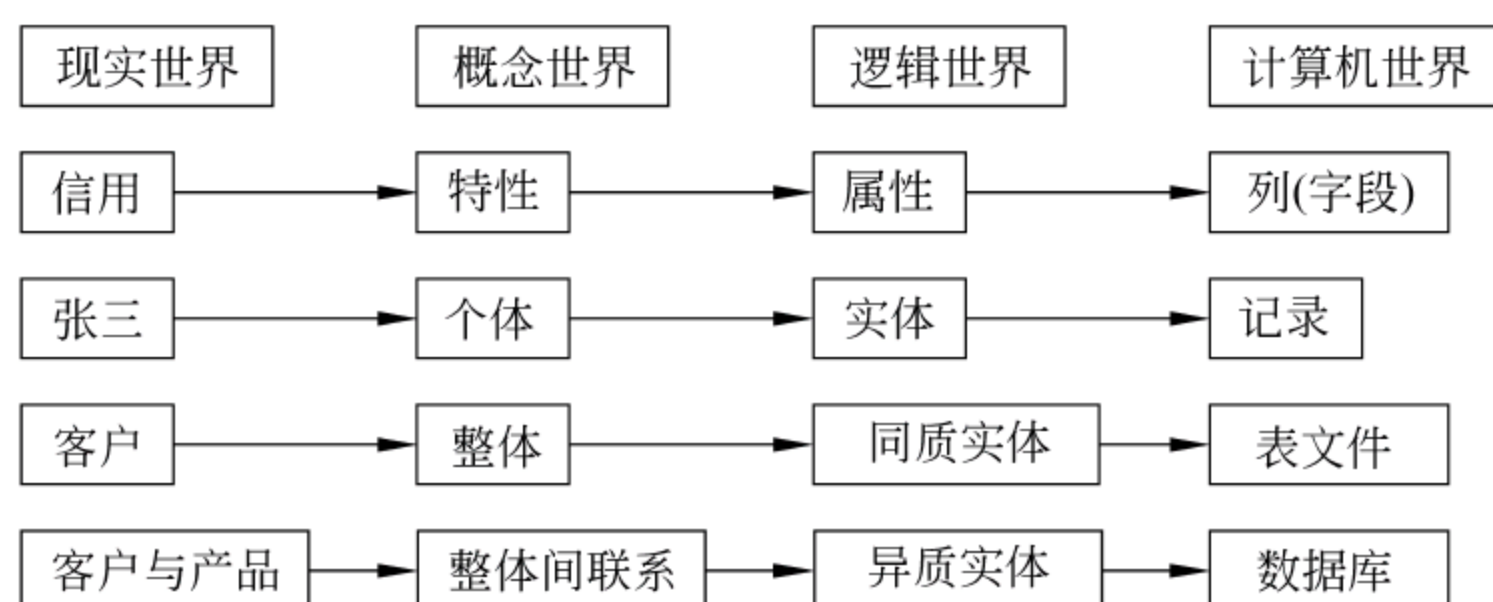 现实世界 概念世界 逻辑世界 计算机世界
信用 特性 属性 列(字段)
张三 个体 实体 记录
客户 整体 同质实体 表文件
客户与产品 整体间联系 异质实体 数据库